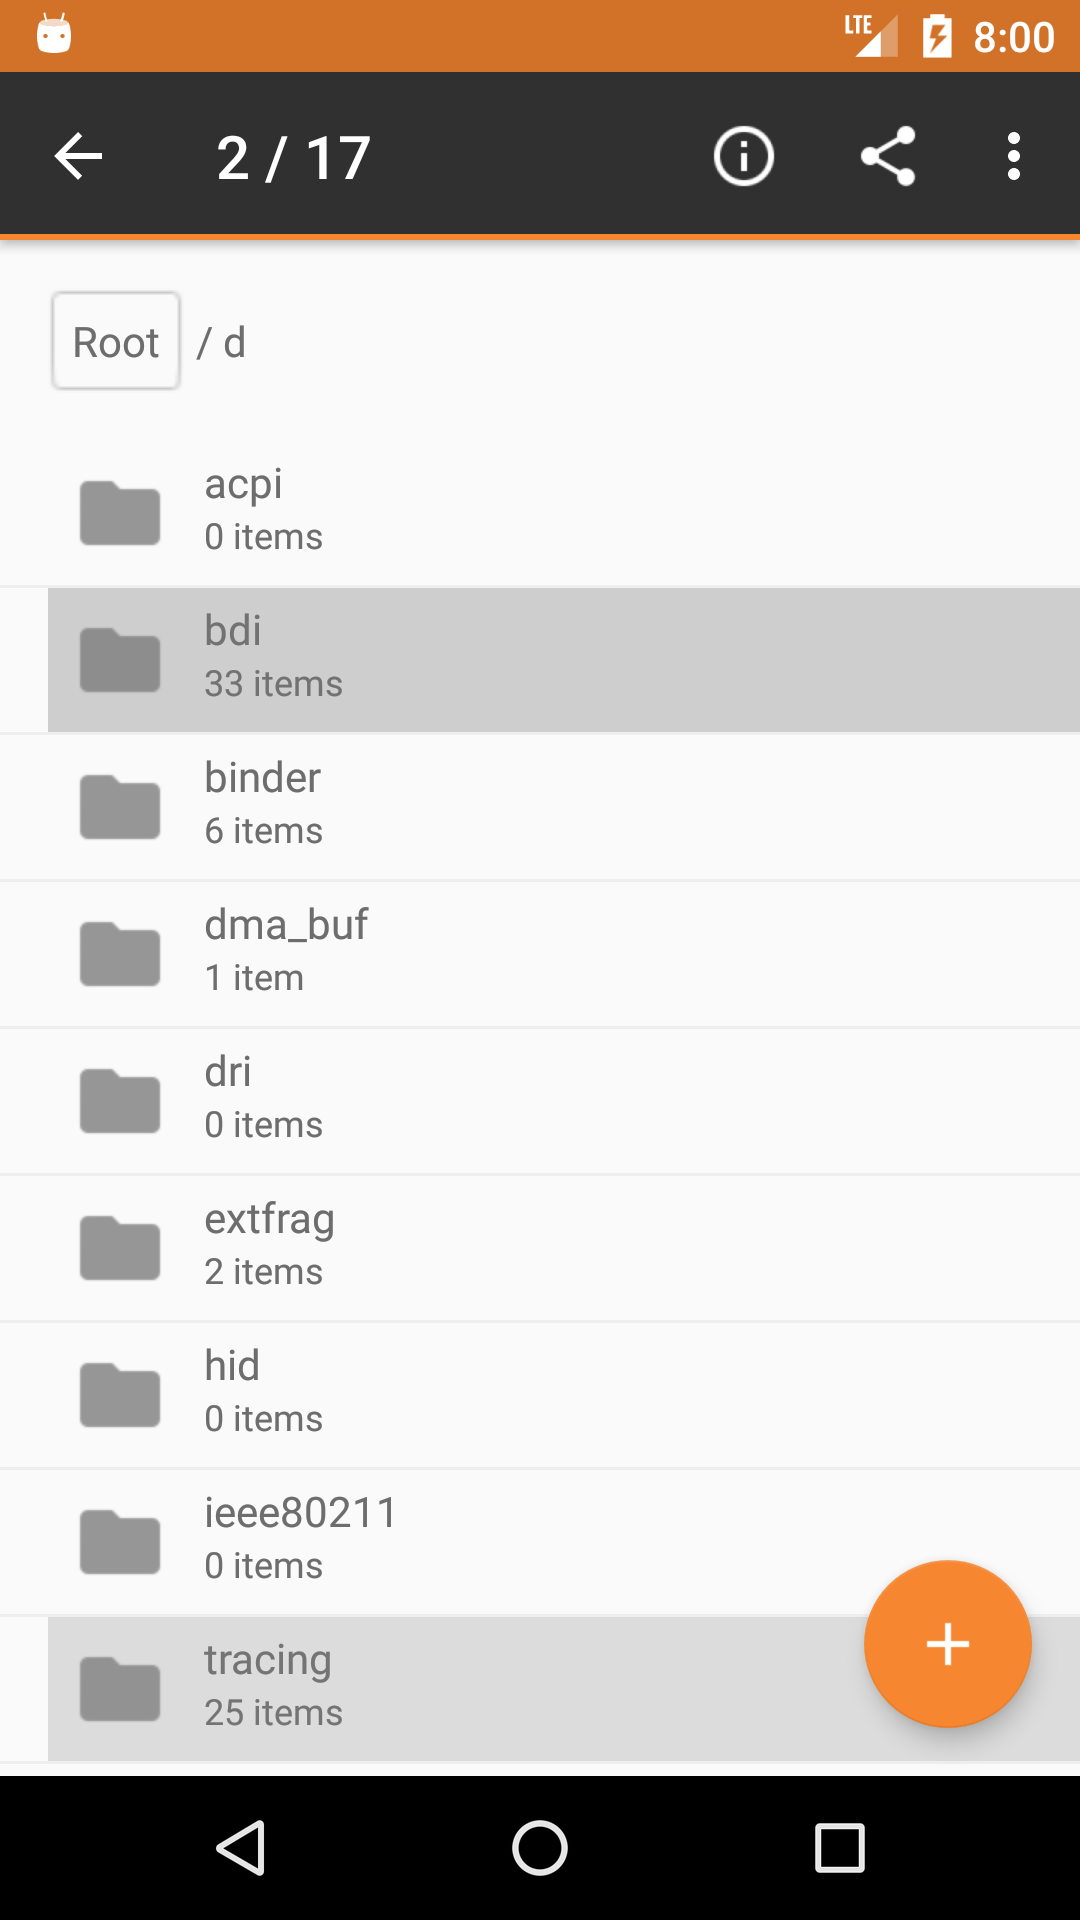 LTE 8:00
2 / 17
Root / d
acpi
0 items
bdi
33 items
binder
6 items
dma_buf
1 item
dri
0 items
extfrag
2 items
hid
0 items
ieee80211
0 items
tracing
25 items